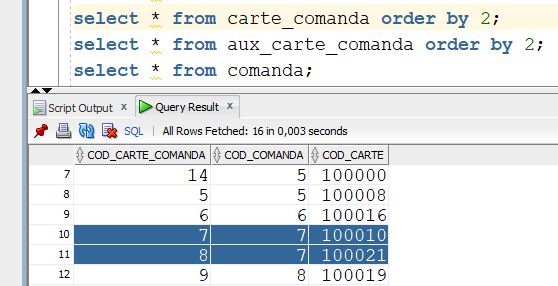 select * from carte_comanda order by 2;
select * from aux_carte_comanda order by 2;
select * from comanda;
Script Output x Query Result x
SQL | All Rows Fetched: 16 in 0,003 seconds
COD_CARTE_COMANDA COD_COMANDA COD_CARTE
7 14 5 100000
8 5 5 100008
9 6 6 100016
10 7 7 100010
11 8 7 100021
12 9 8 100019